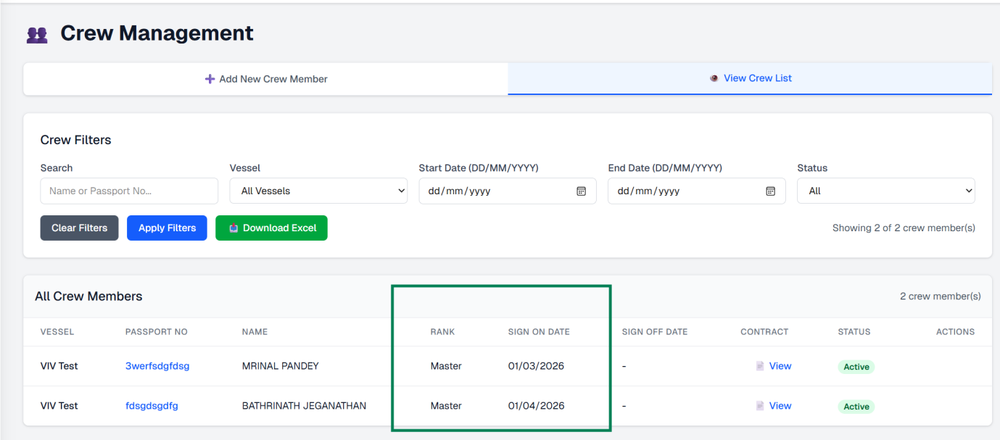 Crew Management
Add New Crew Member View Crew List
Crew Filters
Search Vessel Start Date (DD/MM/YYYY) End Date (DD/MM/YYYY) Status
Name or Passport No... All Vessels dd/mm/yyyy dd/mm/yyyy All
Clear Filters Apply Filters Download Excel Showing 2 of 2 crew member(s)
All Crew Members 2 crew member(s)
VESSEL PASSPORT NO NAME RANK SIGN ON DATE SIGN OFF DATE CONTRACT STATUS ACTIONS
VIV Test 3werfsdgfdsg MRINAL PANDEY Master 01/03/2026 - View Active
VIV Test fdsgdsgdfg BATHRINATH JEGANATHAN Master 01/04/2026 - View Active